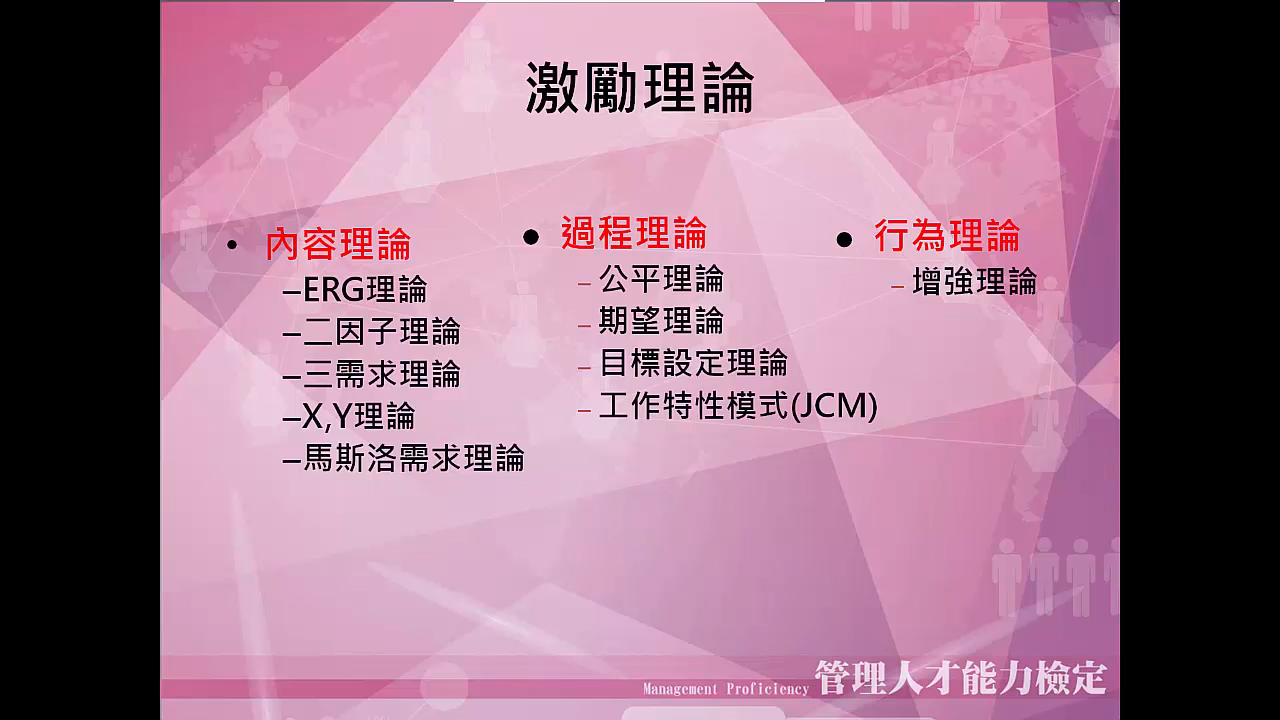 激勵理論
• 內容理論
–ERG理論
–二因子理論
–三需求理論
–X,Y理論
–馬斯洛需求理論
● 過程理論
– 公平理論
– 期望理論
– 目標設定理論
– 工作特性模式(JCM)
● 行為理論
– 增強理論
Management Proficiency 管理人才能力檢定